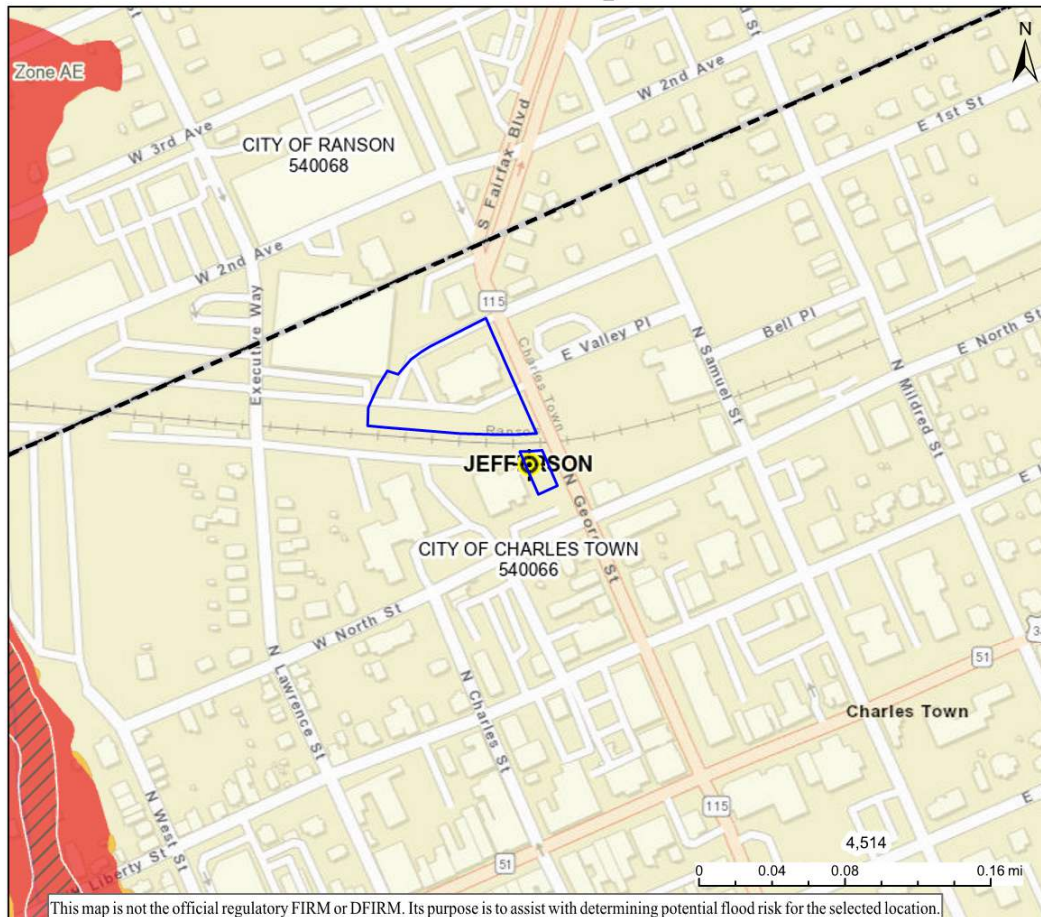 N
Zone AE
W 3rd Ave
CITY OF RANSON
540068
S Fairfax Blvd
W 2nd Ave
E 1st St
W 2nd Ave
Executive Way
115
Charles Town
E Valley Pl
N Samuel St
Bell Pl
N Mildred St
E North St
JEFFERSON
N George St
CITY OF CHARLES TOWN
540066
W North St
N Lawrence St
N Charles St
51
Charles Town
N West St
Liberty St
115
51
4,514
0 0.04 0.08 0.16 mi
This map is not the official regulatory FIRM or DFIRM. Its purpose is to assist with determining potential flood risk for the selected location.